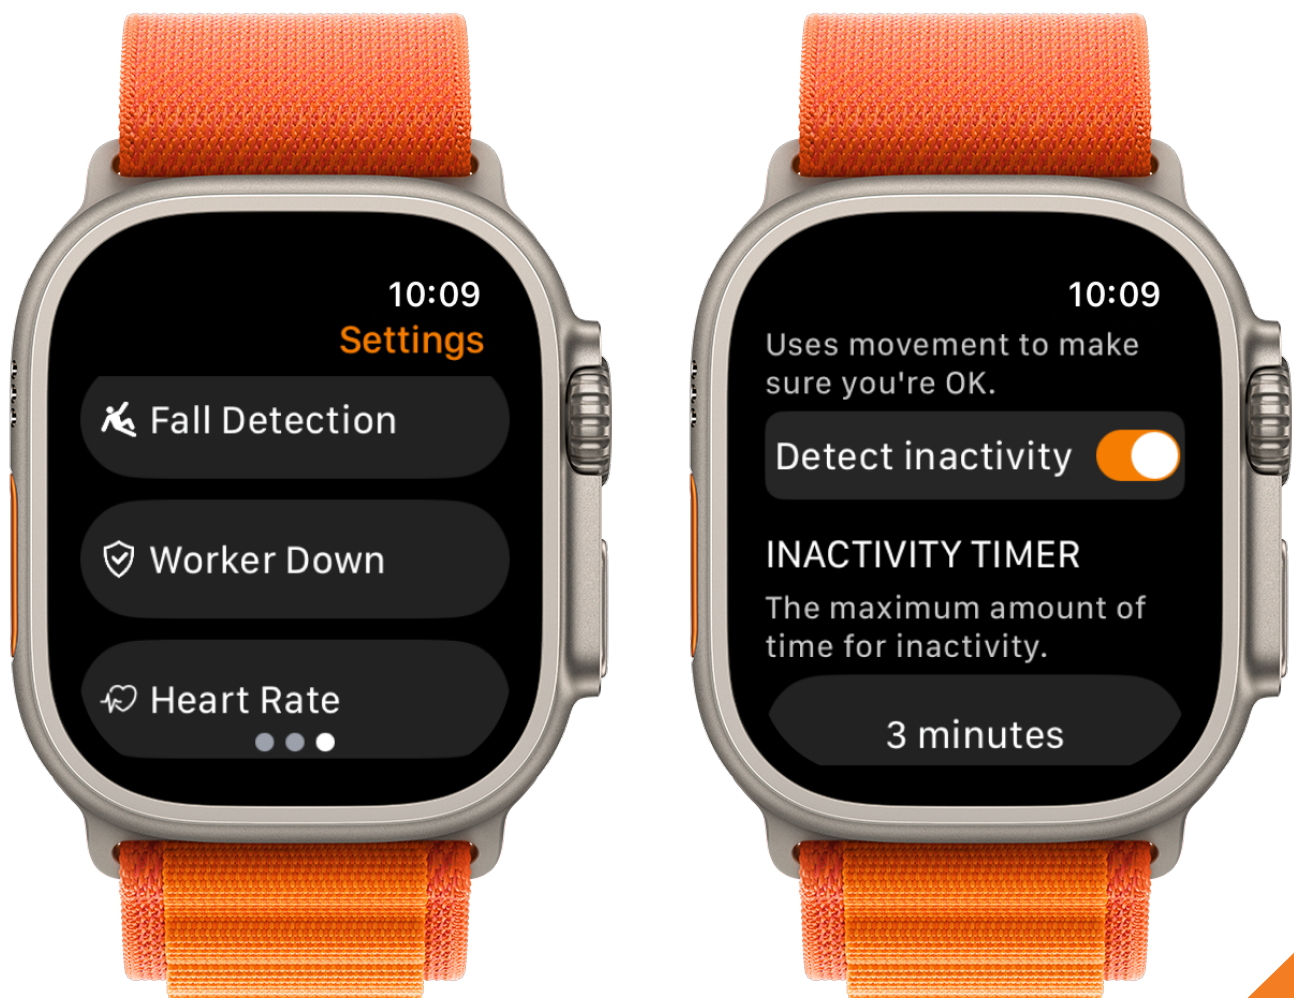 10:09
Settings
Fall Detection
Worker Down
Heart Rate
10:09
Uses movement to make
sure you're OK.
Detect inactivity
INACTIVITY TIMER
The maximum amount of
time for inactivity.
3 minutes